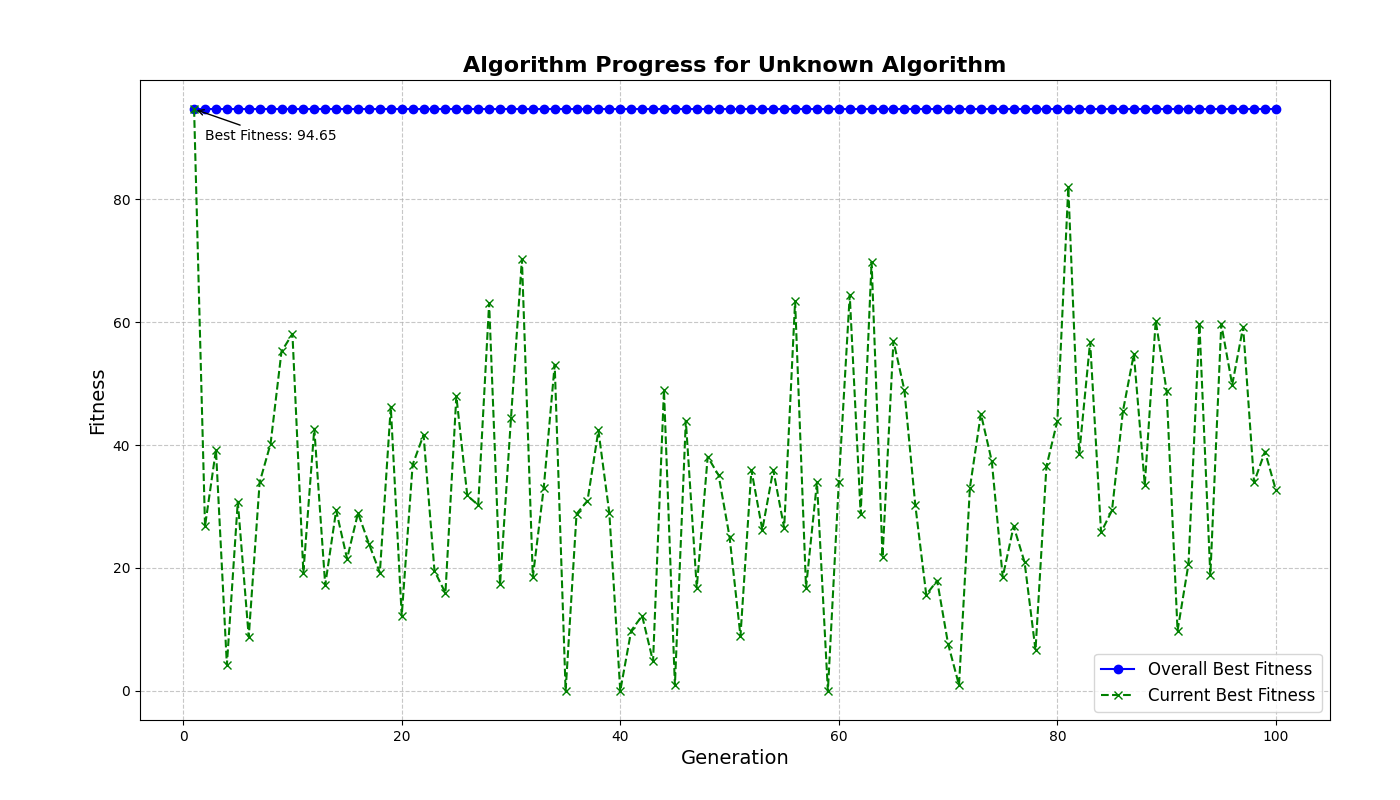 Algorithm Progress for Unknown Algorithm
Best Fitness: 94.65
Fitness
80
60
40
20
0
0 20 40 60 80 100
Generation
Overall Best Fitness
Current Best Fitness